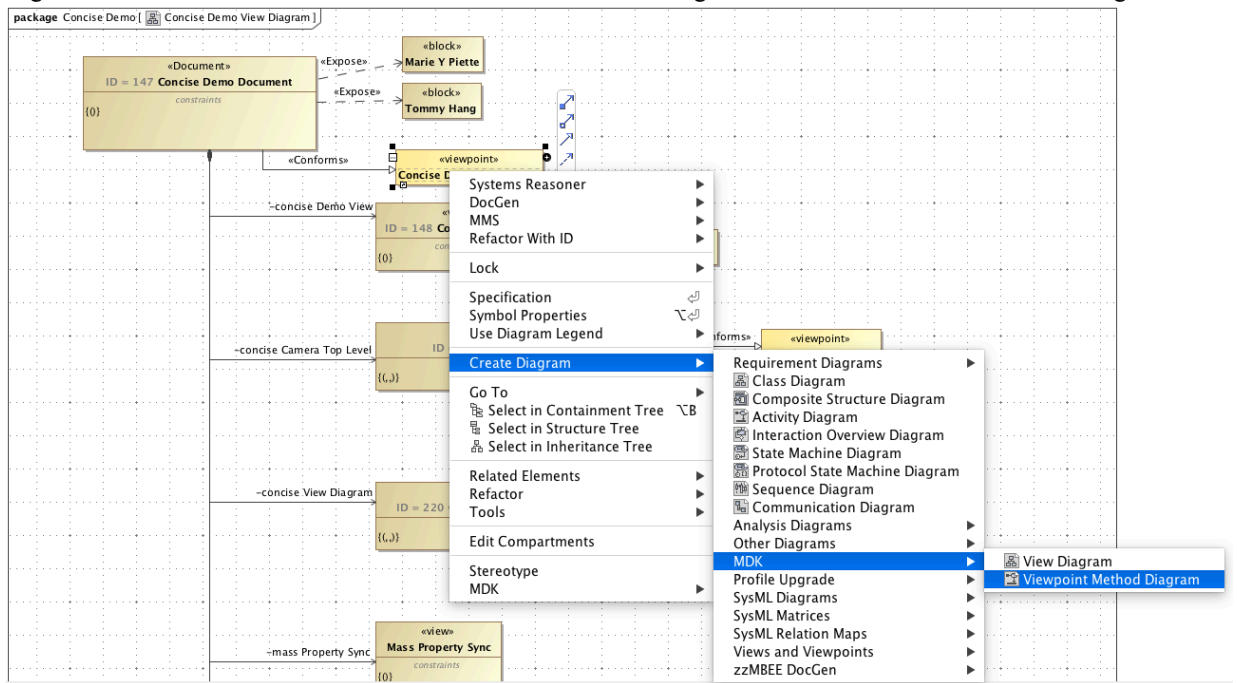 package Concise Demo [ Concise Demo View Diagram ]
«Document»
ID = 147 Concise Demo Document
constraints
{0}
«Expose»
«block»
Marie Y Piette
«Expose»
«block»
Tommy Hang
«Conforms»
«viewpoint»
Concise D
-concise Demo View
ID = 148 Co
{0}
-concise Camera Top Level
ID
{(,,)}
«viewpoint»
-concise View Diagram
ID = 220
{(,,)}
-mass Property Sync
«view»
Mass Property Sync
constraints
{0}
Systems Reasoner
DocGen
MMS
Refactor With ID
Lock
Specification ⏎
Symbol Properties ⌥⏎
Use Diagram Legend
Create Diagram
Go To
Select in Containment Tree ⌥B
Select in Structure Tree
Select in Inheritance Tree
Related Elements
Refactor
Tools
Edit Compartments
Stereotype
MDK
Requirement Diagrams
Class Diagram
Composite Structure Diagram
Activity Diagram
Interaction Overview Diagram
State Machine Diagram
Protocol State Machine Diagram
Sequence Diagram
Communication Diagram
Analysis Diagrams
Other Diagrams
MDK
Profile Upgrade
SysML Diagrams
SysML Matrices
SysML Relation Maps
Views and Viewpoints
zzMBEE DocGen
View Diagram
Viewpoint Method Diagram